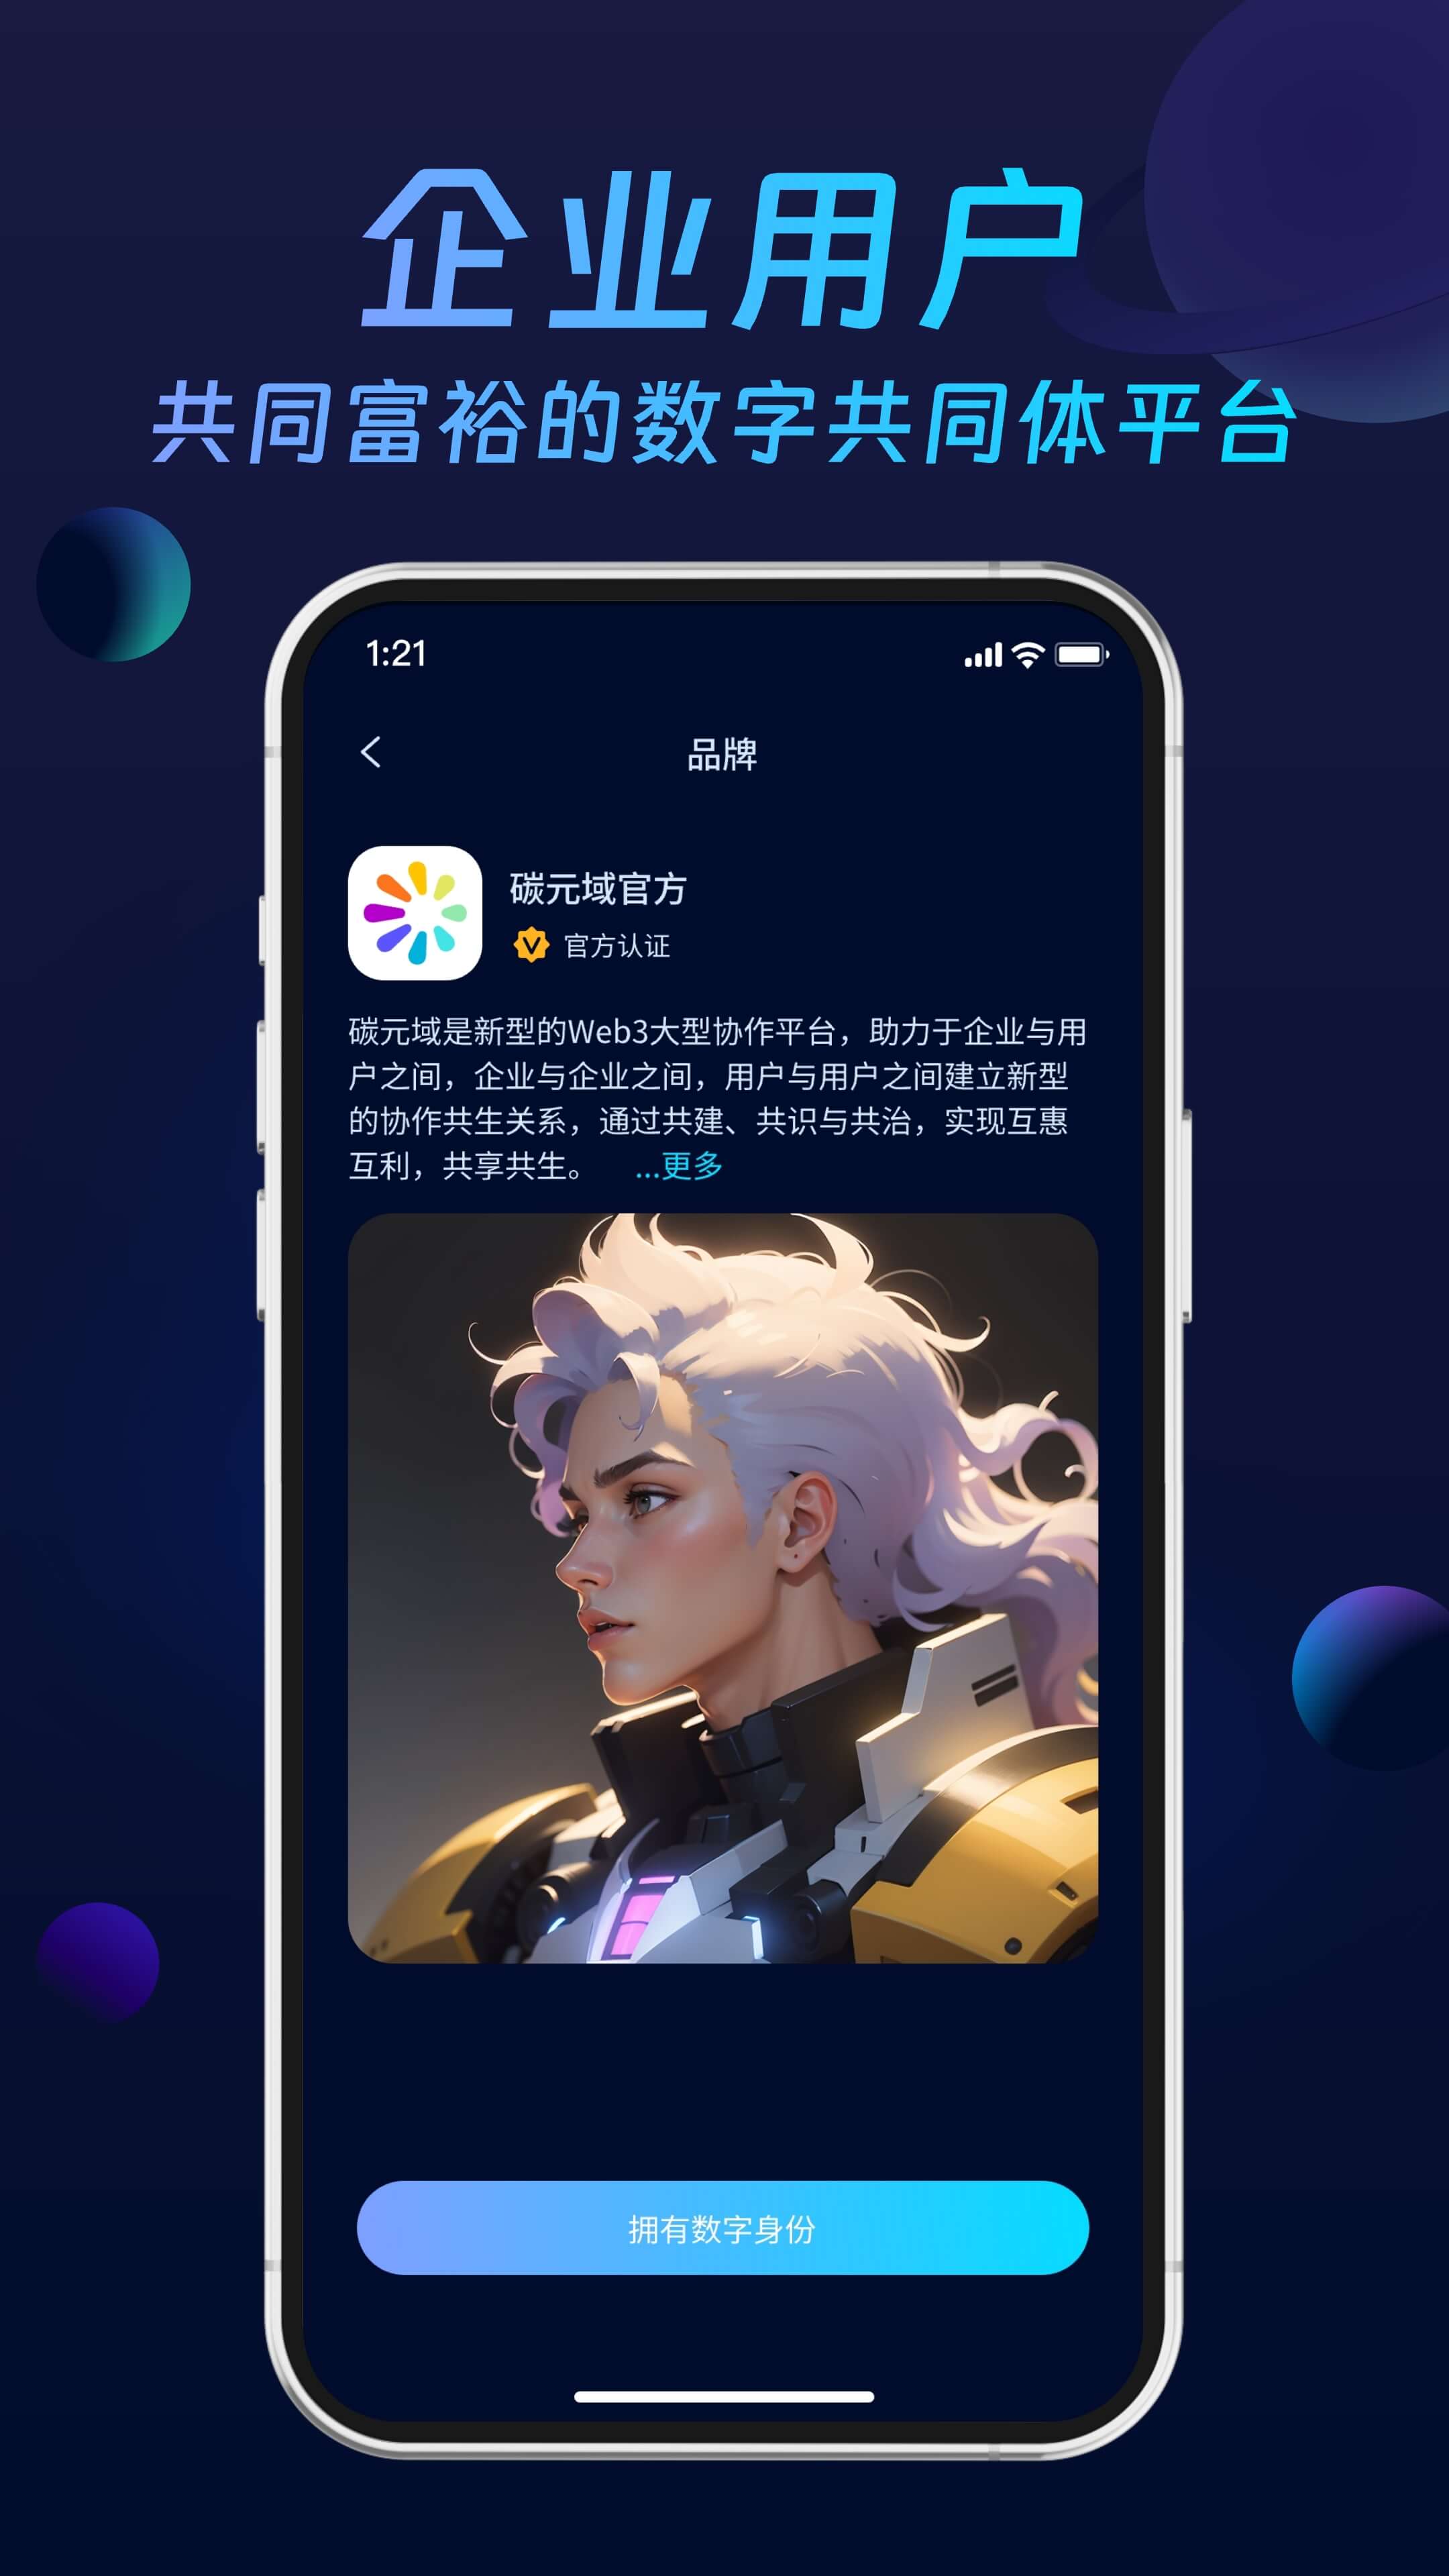 企业用户
共同富裕的数字共同体平台
1:21
品牌
碳元域官方
官方认证
碳元域是新型的Web3大型协作平台，助力于企业与用
户之间，企业与企业之间，用户与用户之间建立新型
的协作共生关系，通过共建、共识与共治，实现互惠
互利，共享共生。 ...更多
拥有数字身份